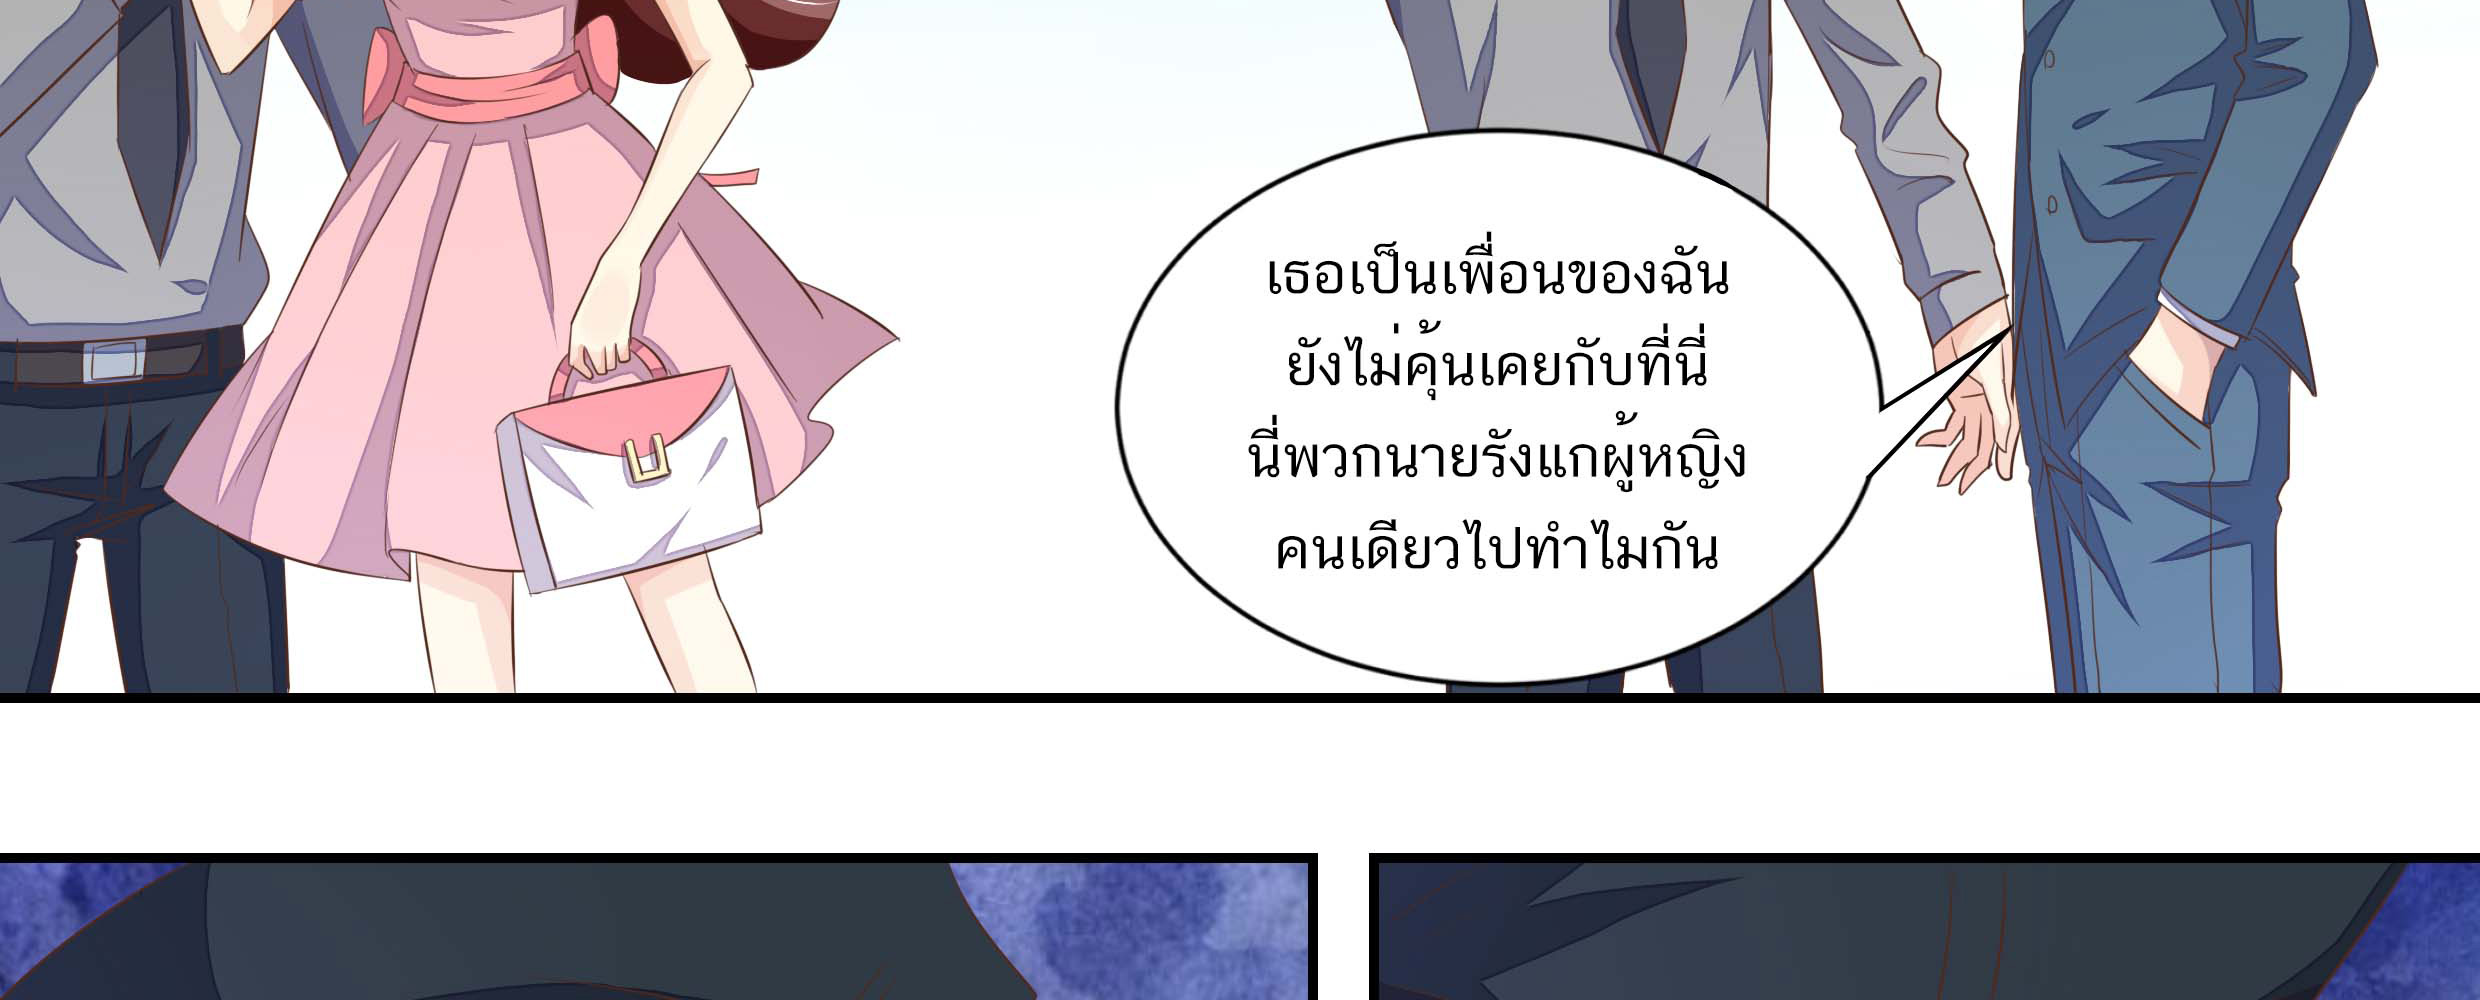 เธอเป็นเพื่อนของฉัน
ยังไม่คุ้นเคยกับที่นี่
นี่พวกนายรังแกผู้หญิง
คนเดียวไปทำไมกัน